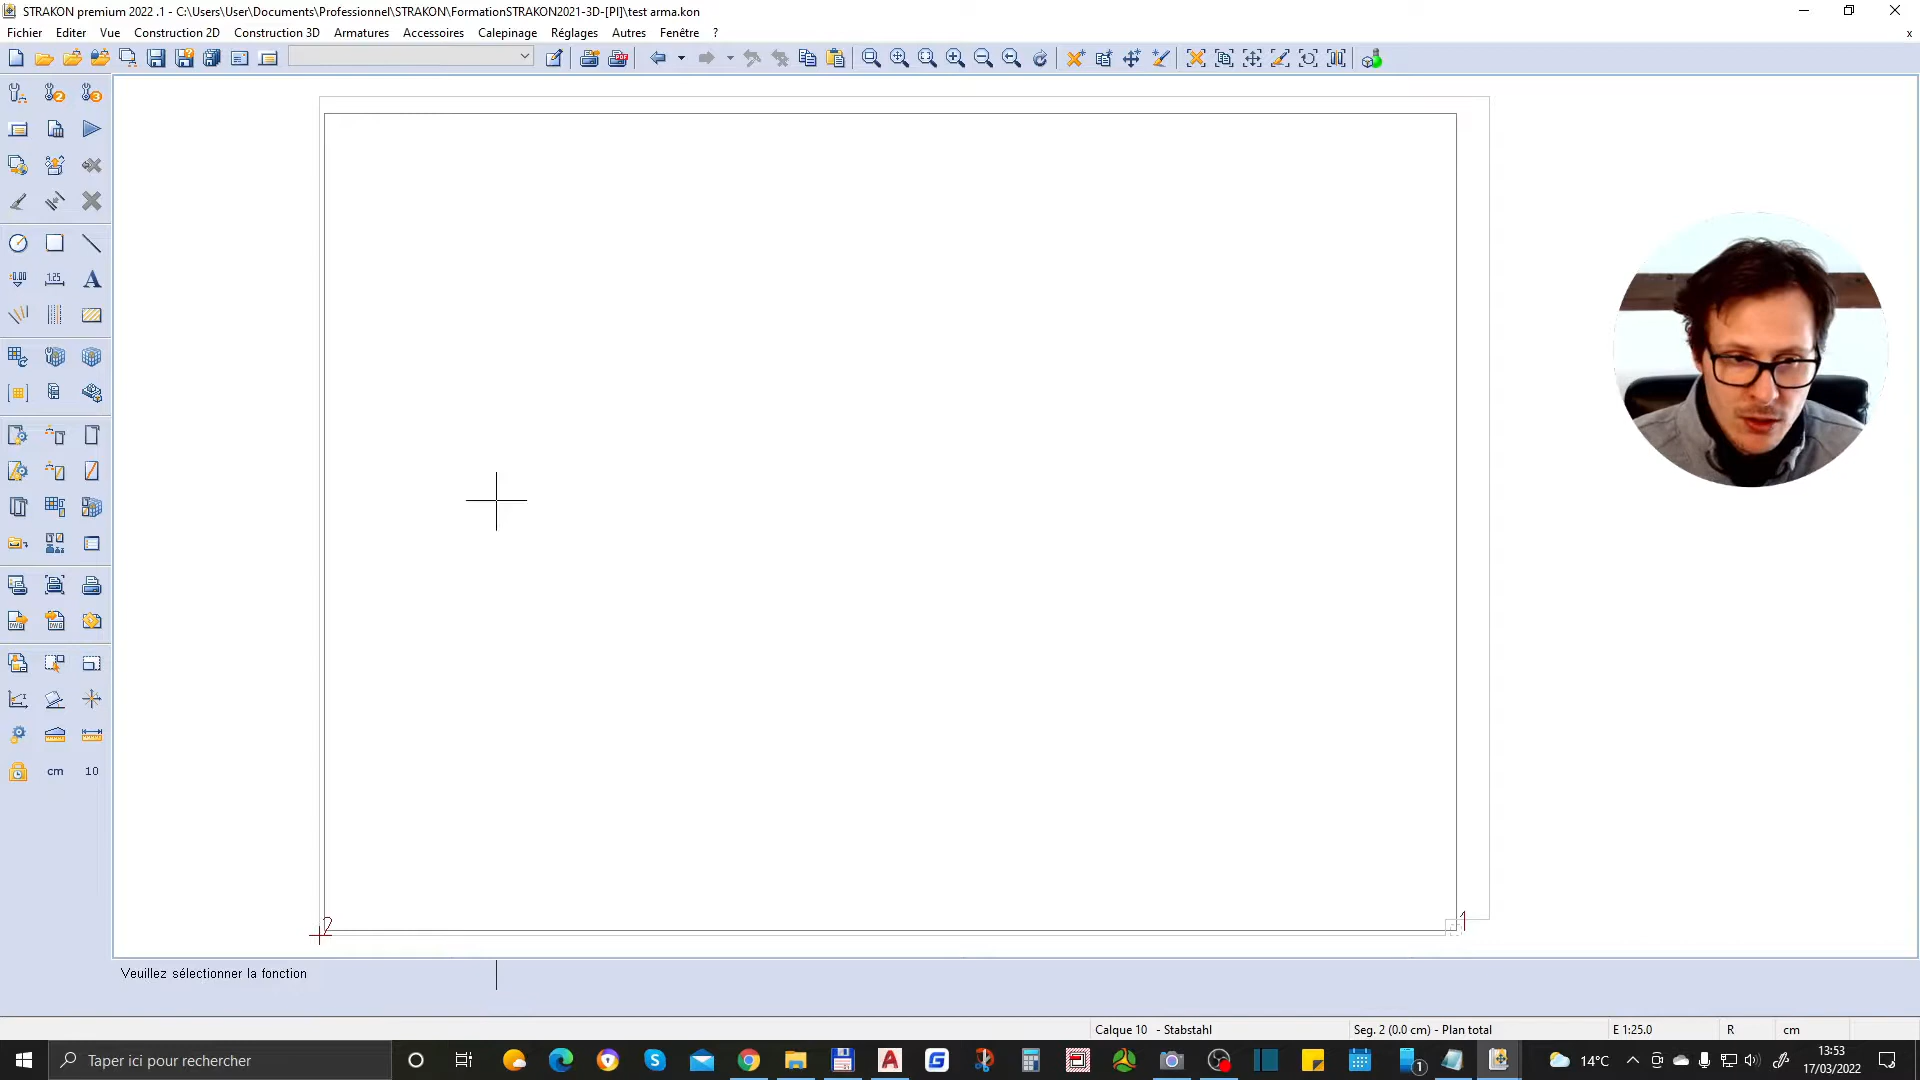 STRAKON premium 2022 .1 - C:\Users\User\Documents\Professionnel\STRAKON\FormationSTRAKON2021-3D-[PI]\test arma.kon
Fichier Editer Vue Construction 2D Construction 3D Armatures Accessoires Calepinage Réglages Autres Fenêtre ?
x
cm 10
2
1
Veuillez sélectionner la fonction
Calque 10 - Stabstahl Seg. 2 (0.0 cm) - Plan total E 1:25.0 R cm
Taper ici pour rechercher
14°C
13:53
17/03/2022